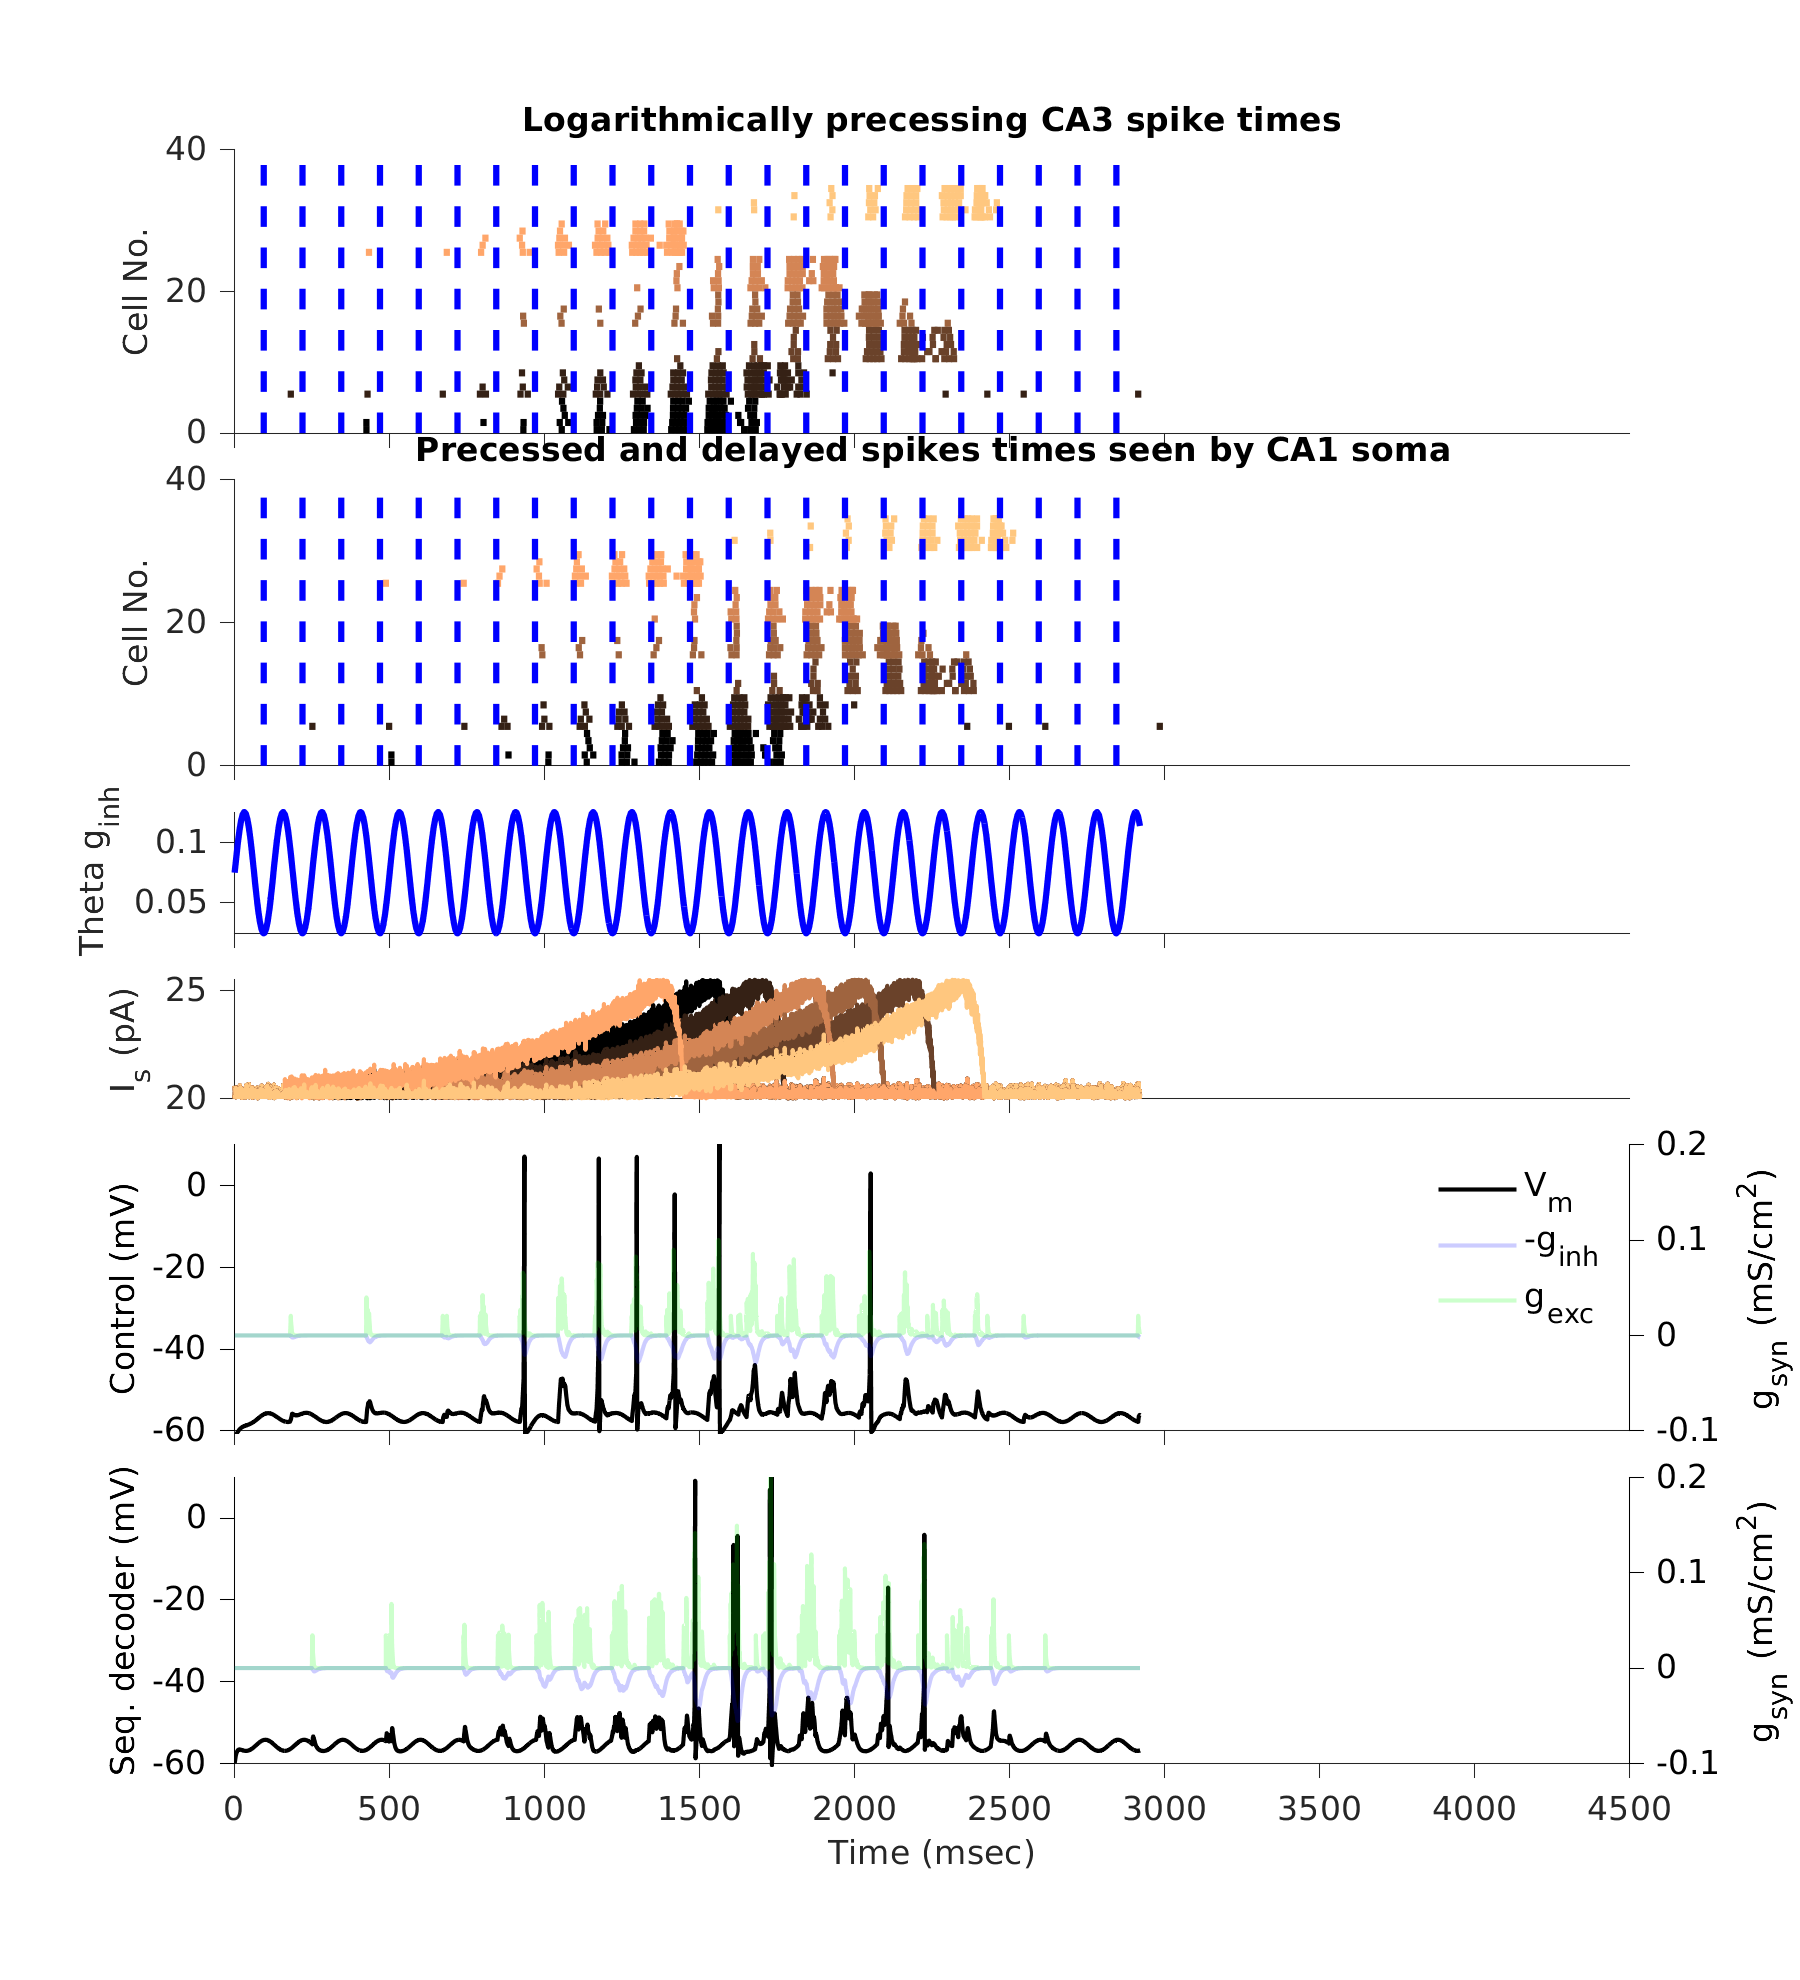 Logarithmically precessing CA3 spike times
40
20
0
Cell No.
Precessed and delayed spikes times seen by CA1 soma
40
20
0
Cell No.
0.1
0.05
Theta g_inh
25
20
I_s (pA)
0
-20
-40
-60
Control (mV)
V_m
-g_inh
g_exc
0.2
0.1
0
-0.1
g_syn (mS/cm²)
0
-20
-40
-60
Seq. decoder (mV)
0.2
0.1
0
-0.1
g_syn (mS/cm²)
0 500 1000 1500 2000 2500 3000 3500 4000 4500
Time (msec)